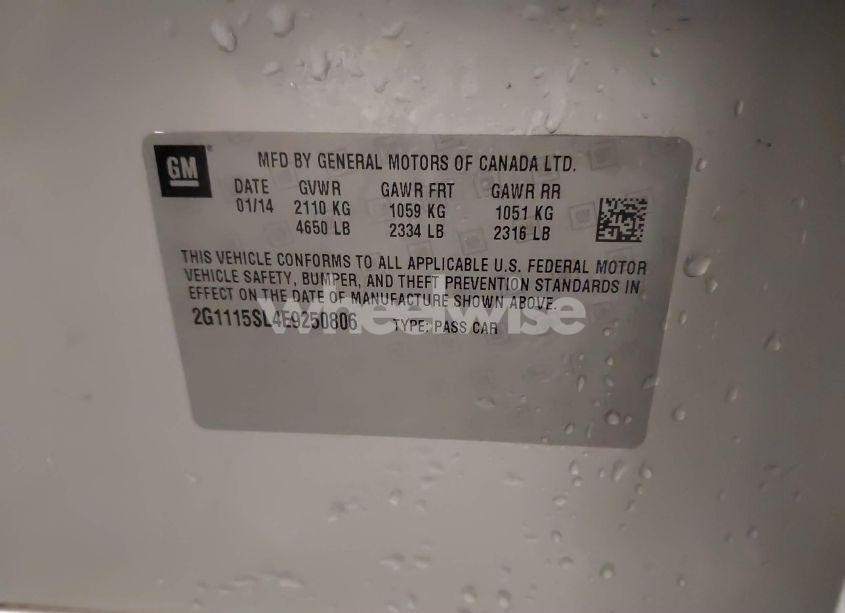 GM
MFD BY GENERAL MOTORS OF CANADA LTD.
DATE GVWR GAWR FRT GAWR RR
01/14 2110 KG 1059 KG 1051 KG
4650 LB 2334 LB 2316 LB
THIS VEHICLE CONFORMS TO ALL APPLICABLE U.S. FEDERAL MOTOR
VEHICLE SAFETY, BUMPER, AND THEFT PREVENTION STANDARDS IN
EFFECT ON THE DATE OF MANUFACTURE SHOWN ABOVE.
2G1115SL4E9250806 TYPE: PASS CAR
wheelwise